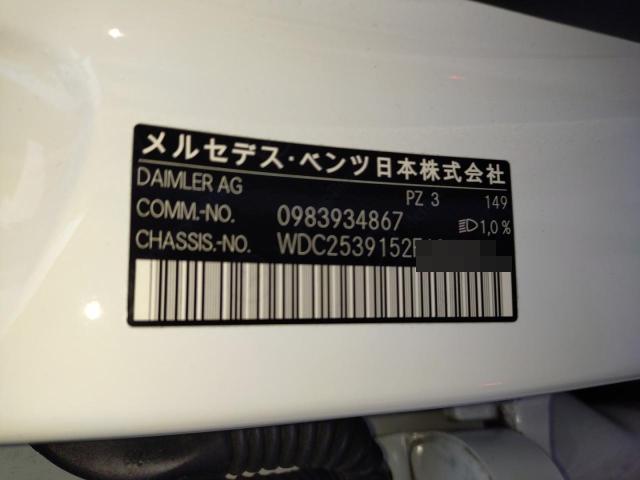 メルセデス・ベンツ日本株式会社
DAIMLER AG
PZ 3 149
COMM.-NO. 0983934867
1,0 %
CHASSIS.-NO. WDC2539152F